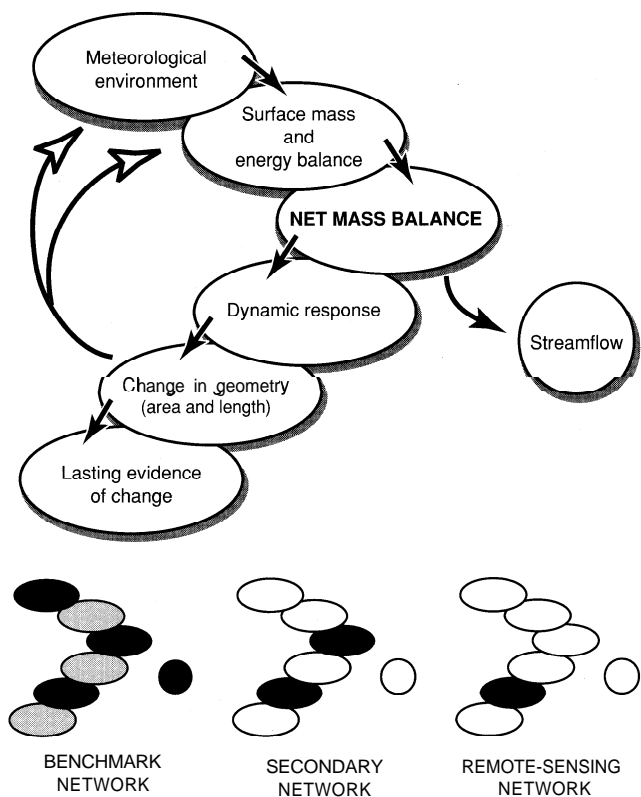 Meteorological
environment
Surface mass
and
energy balance
NET MASS BALANCE
Dynamic response
Streamflow
Change in geometry
(area and length)
Lasting evidence
of change
BENCHMARK
NETWORK
SECONDARY
NETWORK
REMOTE-SENSING
NETWORK